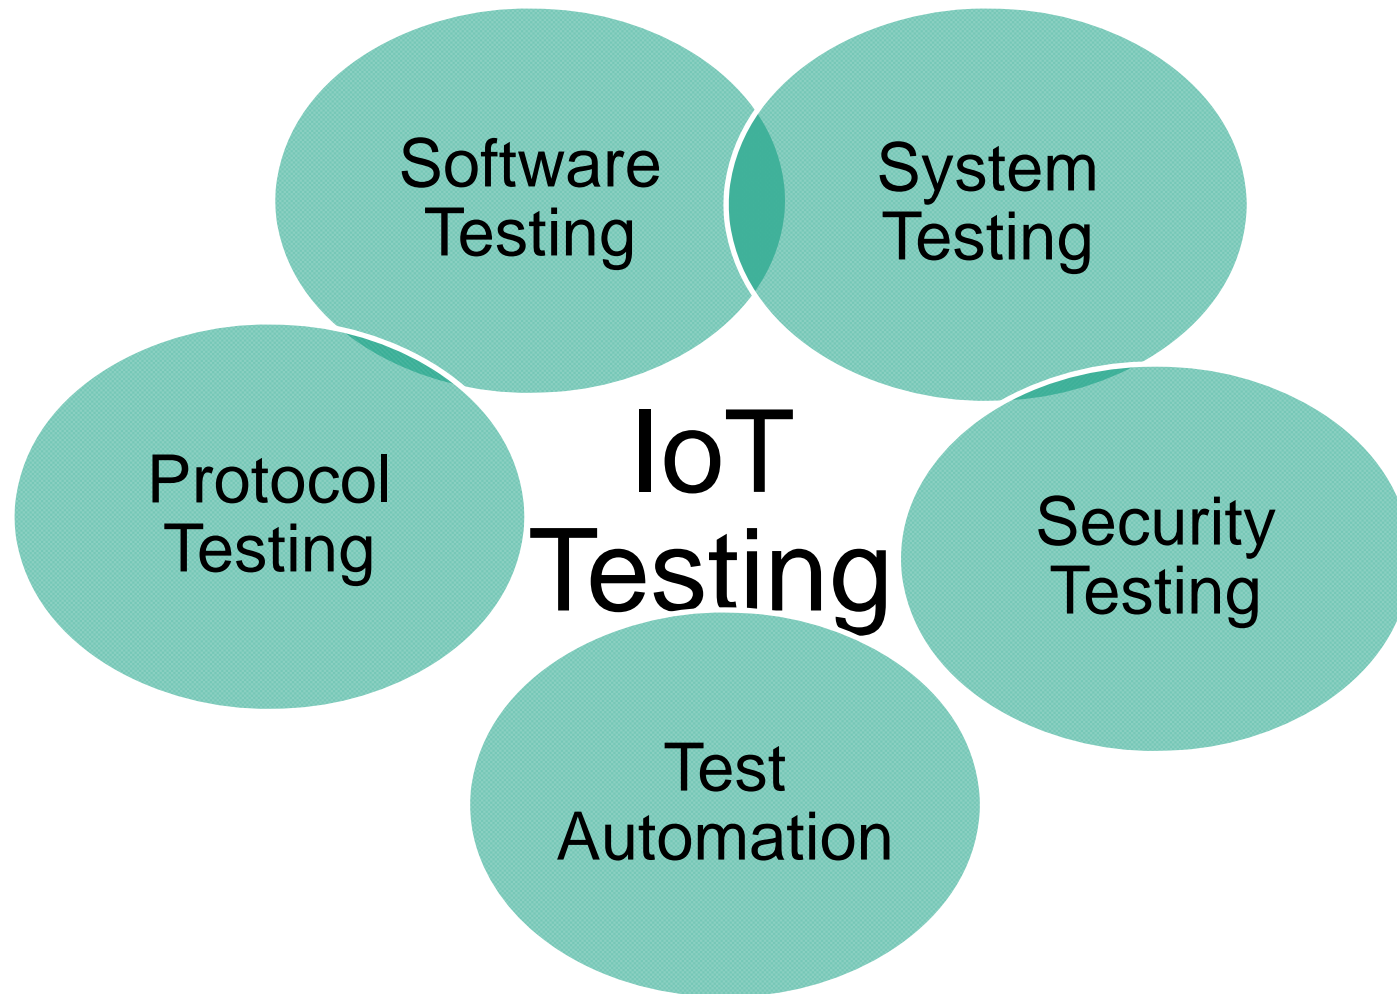 Software
Testing
System
Testing
Protocol
Testing
IoT
Testing
Security
Testing
Test
Automation